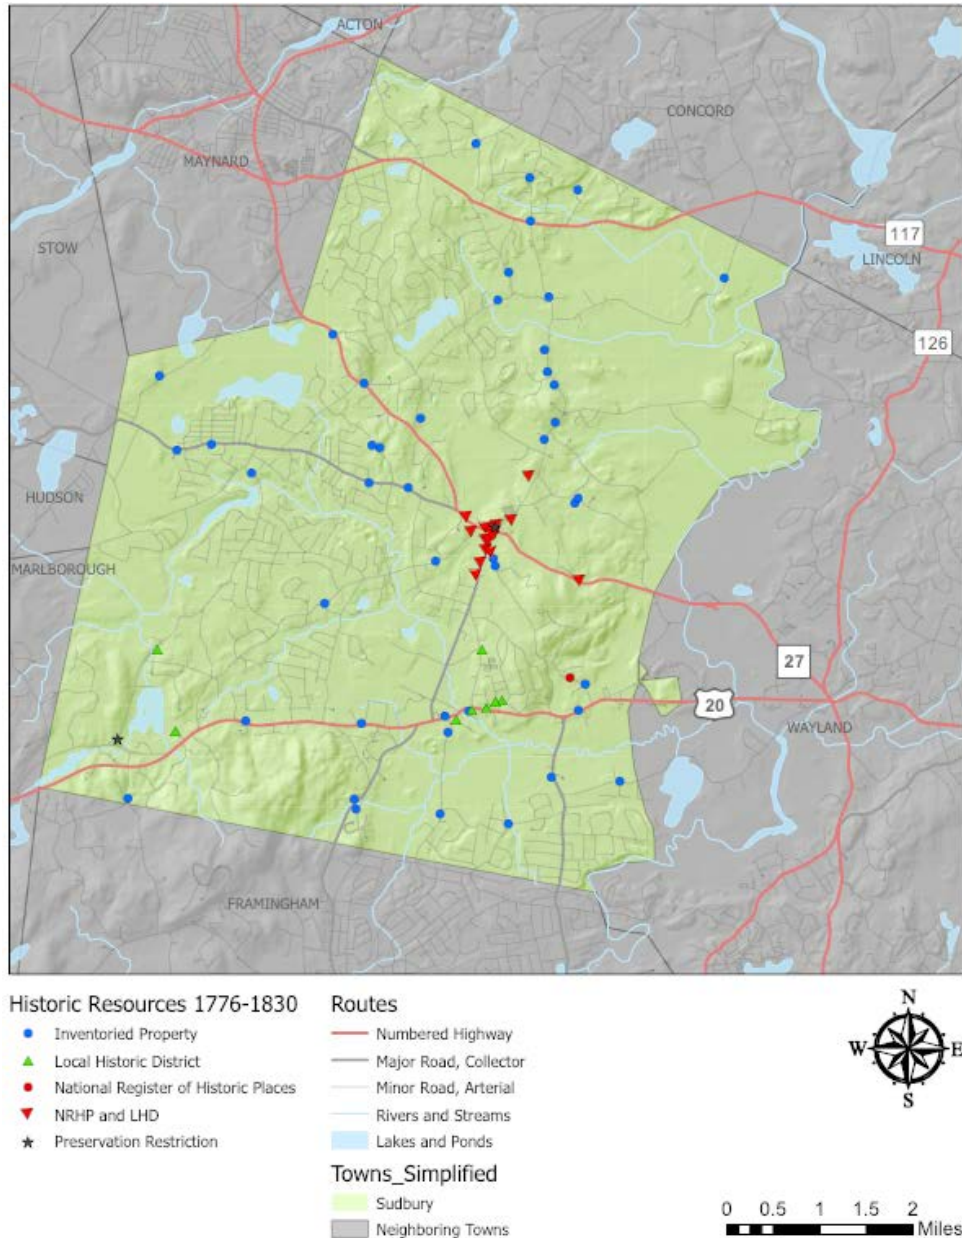 ACTON
CONCORD
MAYNARD
STOW
117
LINCOLN
126
HUDSON
MARLBOROUGH
27
20
WAYLAND
FRAMINGHAM
Historic Resources 1776-1830
Inventoried Property
Local Historic District
National Register of Historic Places
NRHP and LHD
Preservation Restriction
Routes
Numbered Highway
Major Road, Collector
Minor Road, Arterial
Rivers and Streams
Lakes and Ponds
Towns_Simplified
Sudbury
Neighboring Towns
N
W E
S
0 0.5 1 2
Miles